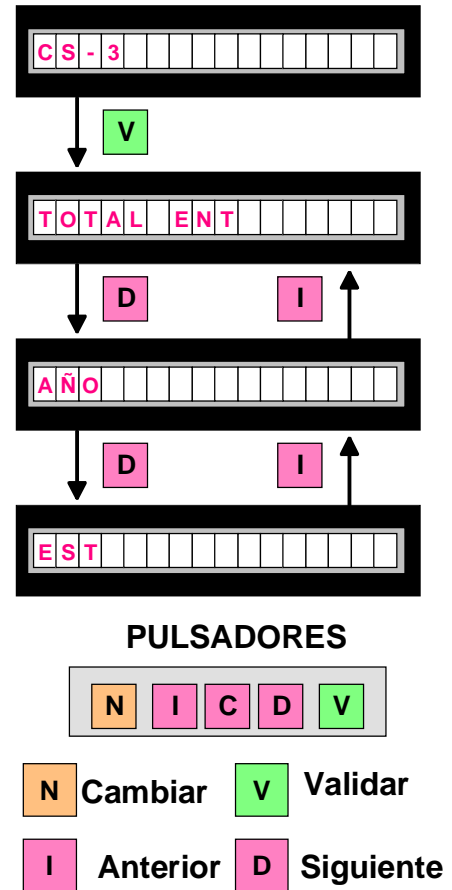 CS-3
V
TOTAL ENT
D I
AÑO
D I
EST
PULSADORES
N I C D V
N Cambiar V Validar
I Anterior D Siguiente